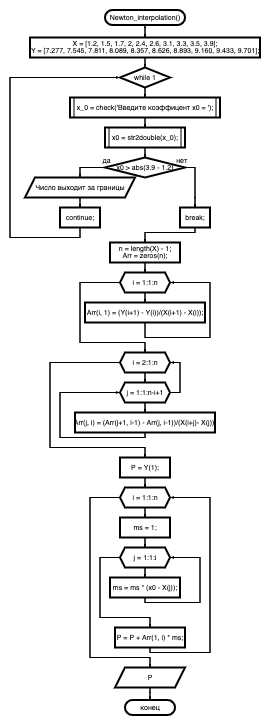 Newton_interpolation()
X = [1.2, 1.5, 1.7, 2, 2.4, 2.6, 3.1, 3.3, 3.5, 3.9];
Y = [7.277, 7.545, 7.811, 8.089, 8.357, 8.626, 8.893, 9.160, 9.433, 9.701];
while 1
x_0 = check('Введите коэффицент x0 = ');
x0 = str2double(x_0);
x0 > abs(3.9 - 1.2)
да
нет
Число выходит за границы
continue;
break;
n = length(X) - 1;
Arr = zeros(n);
i = 1:1:n
Arr(i, 1) = (Y(i+1) - Y(i))/(X(i+1) - X(i));
i = 2:1:n
j = 1:1:n-i+1
Arr(j, i) = (Arr(j+1, i-1) - Arr(j, i-1))/(X(i+j)- X(j));
P = Y(1);
i = 1:1:n
ms = 1;
j = 1:1:i
ms = ms * (x0 - X(j));
P = P + Arr(1, i) * ms;
P
конец